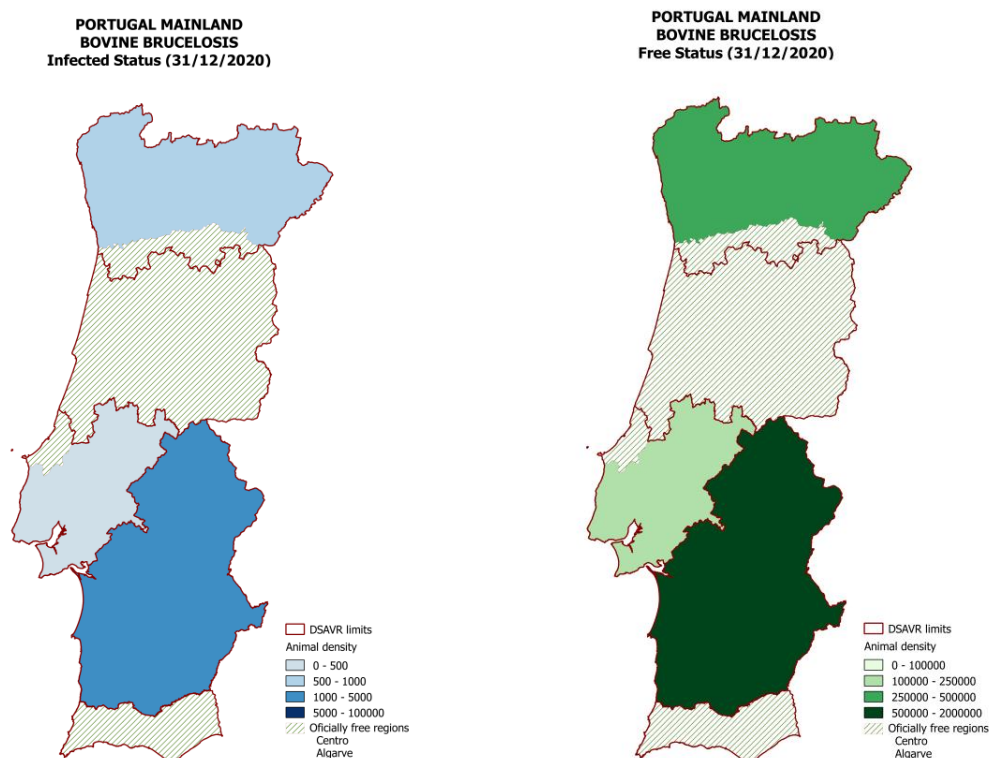 PORTUGAL MAINLAND
BOVINE BRUCELOSIS
Infected Status (31/12/2020)
DSAVR limits
Animal density
0 - 500
500 - 1000
1000 - 5000
5000 - 100000
Oficially free regions
Centro
Algarve
PORTUGAL MAINLAND
BOVINE BRUCELOSIS
Free Status (31/12/2020)
DSAVR limits
Animal density
0 - 100000
100000 - 250000
250000 - 500000
500000 - 2000000
Oficially free regions
Centro
Algarve